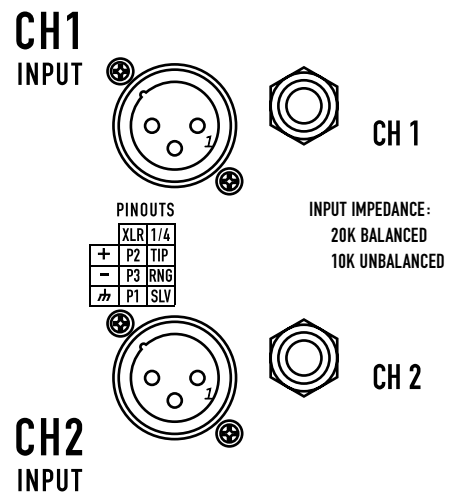 CH1
INPUT
1
CH 1
PINOUTS
XLR 1/4
+ P2 TIP
- P3 RNG
P1 SLV
INPUT IMPEDANCE:
20K BALANCED
10K UNBALANCED
1
CH 2
CH2
INPUT